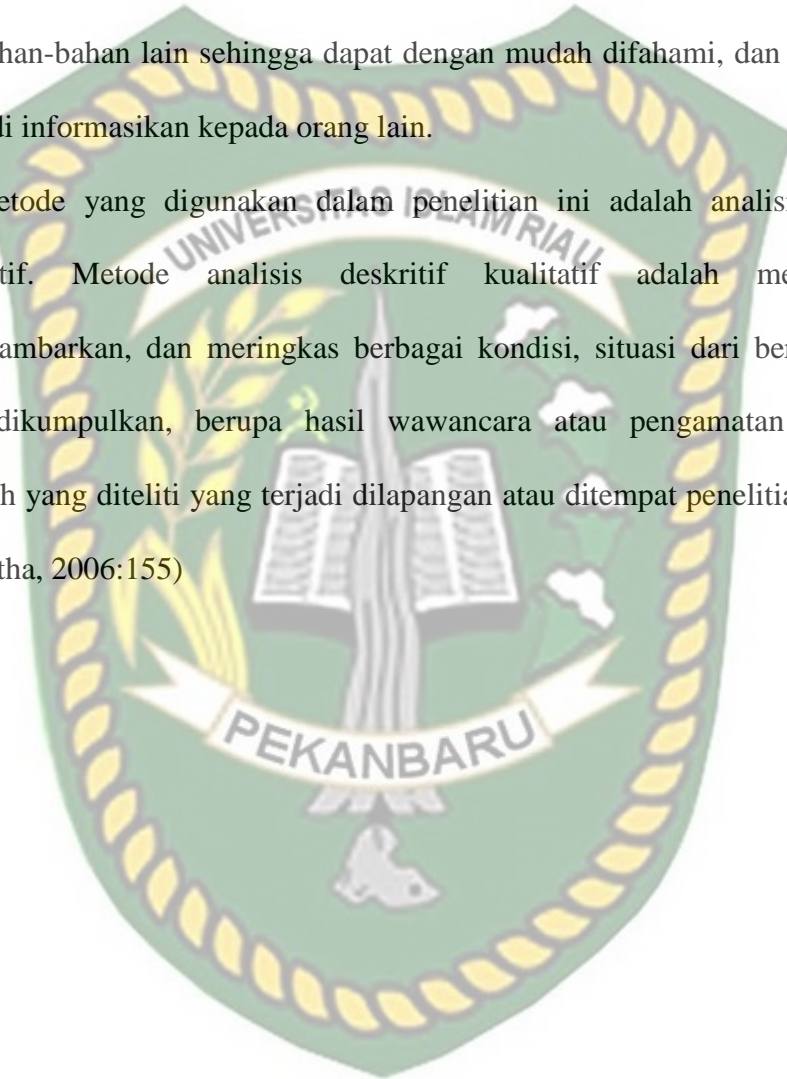 han-bahan lain sehingga dapat dengan mudah difahami, dan
di informasikan kepada orang lain.
etode yang digunakan dalam penelitian ini adalah analisi
tif. Metode analisis deskritif kualitatif adalah me
ambarkan, dan meringkas berbagai kondisi, situasi dari ber
dikumpulkan, berupa hasil wawancara atau pengamatan
h yang diteliti yang terjadi dilapangan atau ditempat penelitia
tha, 2006:155)
UNIVERSITAS ISLAM RIAU
PEKANBARU